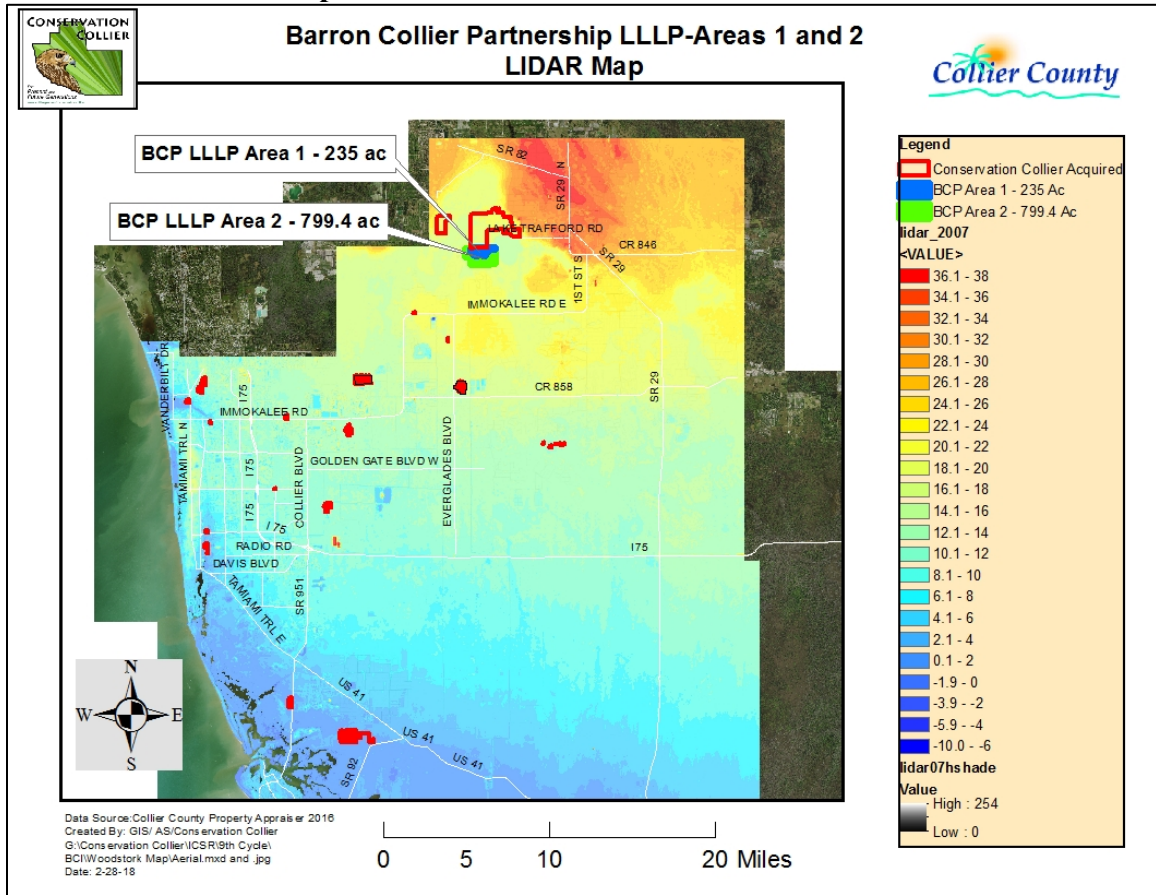 CONSERVATION
COLLIER
Barron Collier Partnership LLLP-Areas 1 and 2
LIDAR Map
Collier County
BCP LLLP Area 1 - 235 ac
BCP LLLP Area 2 - 799.4 ac
SR 82
SR 29 N
LAKE TRAFFORD RD
CR 846
SR 29
1ST ST S
IMMOKALEE RD E
VANDERBILT DR
I 75
CR 858
SR 29
IMMOKALEE RD
TAMIAMI TRL N
COLLIER BLVD
EVERGLADES BLVD
GOLDEN GATE BLVD W
I 75
I 75
I 75
RADIO RD
I75
DAVIS BLVD
TAMIAMI TRL E
SR 951
US 41
US 41
US 41
SR 92
N
W
E
S
Legend
Conservation Collier Acquired
BCP Area 1 - 235 Ac
BCP Area 2 - 799.4 Ac
lidar_2007
<VALUE>
36.1 - 38
34.1 - 36
32.1 - 34
30.1 - 32
28.1 - 30
26.1 - 28
24.1 - 26
22.1 - 24
20.1 - 22
18.1 - 20
16.1 - 18
14.1 - 16
12.1 - 14
10.1 - 12
8.1 - 10
6.1 - 8
4.1 - 6
2.1 - 4
0.1 - 2
-1.9 - 0
-3.9 - -2
-5.9 - -4
-10.0 - -6
lidar07hshade
Value
High : 254
Low : 0
Data Source:Collier County Property Appraiser 2016
Created By: GIS/ AS/Conservation Collier
G:\Conservation Collier\ICSR\9th Cycle\
BCI\Woodstork Map\Aerial.mxd and .jpg
Date: 2-28-18
0 5 10 20 Miles